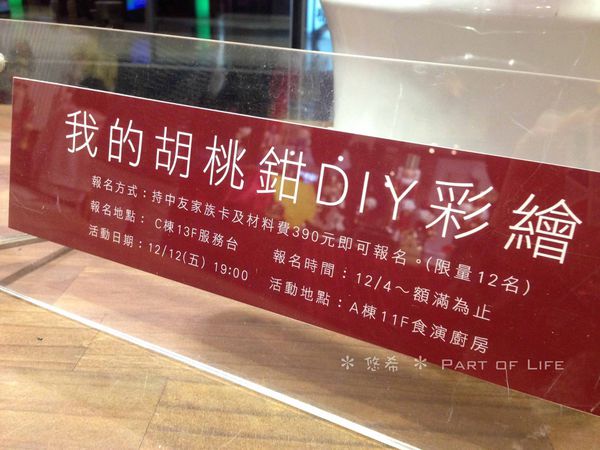 我的胡桃鉗DIY彩繪
報名方式：持中友家族卡及材料費390元即可報名。(限量12名)
報名地點： C棟13F服務台 報名時間：12/4～額滿為止
活動日期：12/12(五) 19:00 活動地點：A棟11F食演廚房
＊ 悠希 ＊ PART OF LIFE